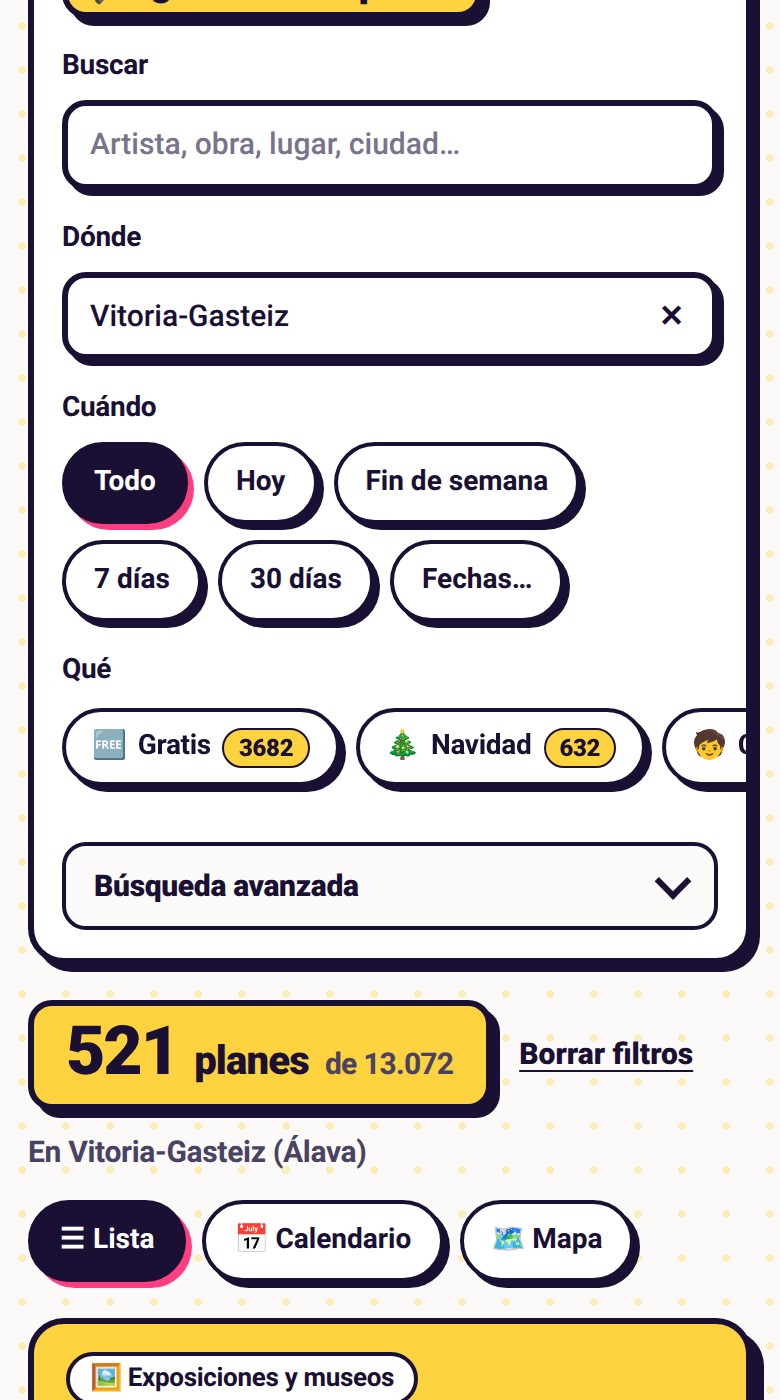 Buscar
Artista, obra, lugar, ciudad...
Dónde
Vitoria-Gasteiz ✕
Cuándo
Todo Hoy Fin de semana
7 días 30 días Fechas...
Qué
FREE Gratis 3682 Navidad 632
Búsqueda avanzada
521 planes de 13.072 Borrar filtros
En Vitoria-Gasteiz (Álava)
☰ Lista Calendario Mapa
Exposiciones y museos